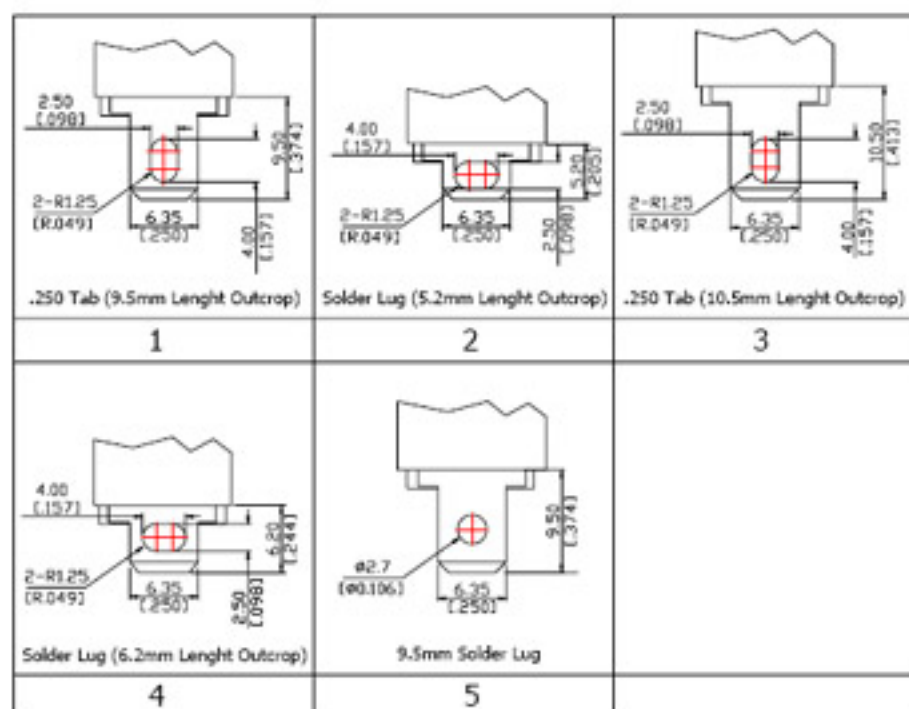 2.50
[.098]
9.50
[.374]
2-R1.25
[R.049]
6.35
[.250]
4.00
[.157]
.250 Tab (9.5mm Lenght Outcrop)
1
4.00
[.157]
5.20
[.205]
2-R1.25
[R.049]
6.35
[.250]
2.50
[.098]
Solder Lug (5.2mm Lenght Outcrop)
2
2.50
[.098]
10.50
[.413]
2-R1.25
[R.049]
6.35
[.250]
4.00
[.157]
.250 Tab (10.5mm Lenght Outcrop)
3
4.00
[.157]
6.20
[.244]
2-R1.25
[R.049]
6.35
[.250]
2.50
[.098]
Solder Lug (6.2mm Lenght Outcrop)
4
9.50
[.374]
ø2.7
[ø0.106]
6.35
[.250]
9.5mm Solder Lug
5